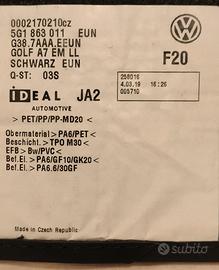 0002170210cz
5G1 863 011 EUN
G38.7AAA.EEUN
GOLF A7 EM LL
SCHWARZ EUN
Q-ST: 03S
F20
iDEAL JA2
AUTOMOTIVE
258016
4.03.19 16:26
005710
►PET/PP/PP-MD20◄
Obermaterial►PA6/PET◄
Beschicht.►TPO M30◄
EFB►Bw/PVC◄
Bef.El.►PA6/GF10/GK20◄
Bef.El.►PA6.6/30GF◄
Made in Czech Republic
subito